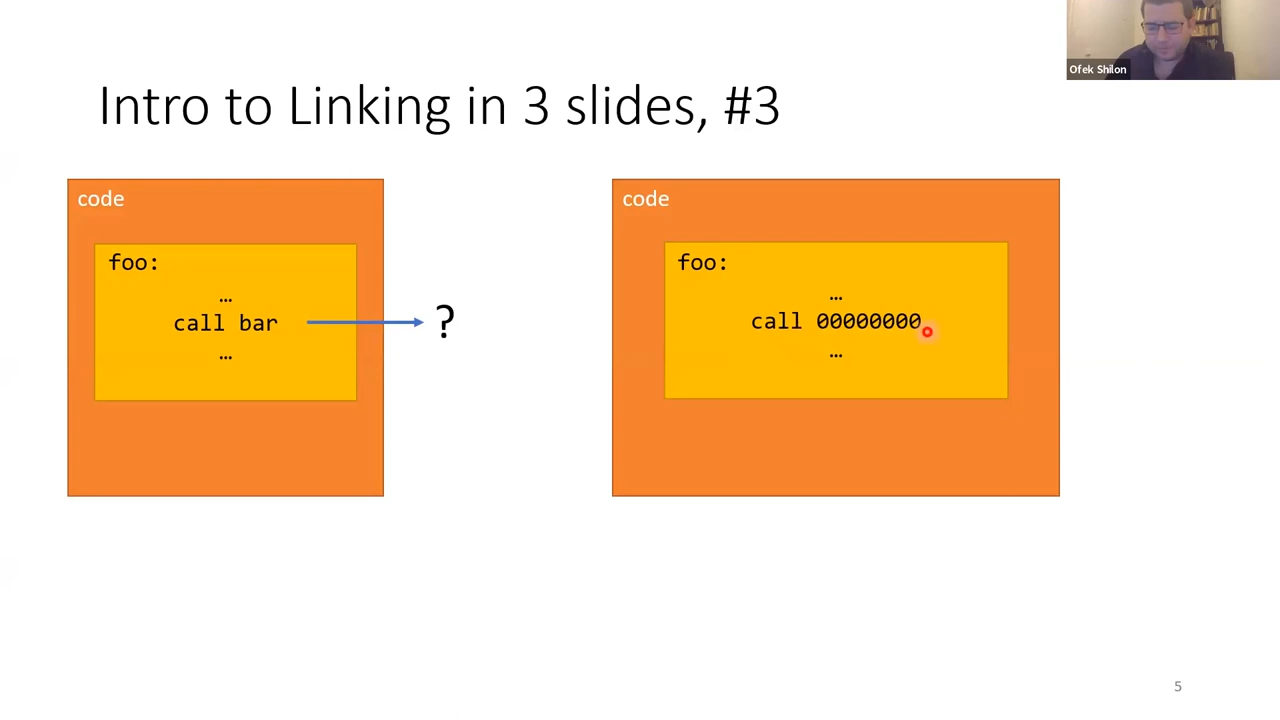 Ofek Shilon
Intro to Linking in 3 slides, #3
code
foo:
…
call bar
…
?
code
foo:
…
call 00000000
…
5